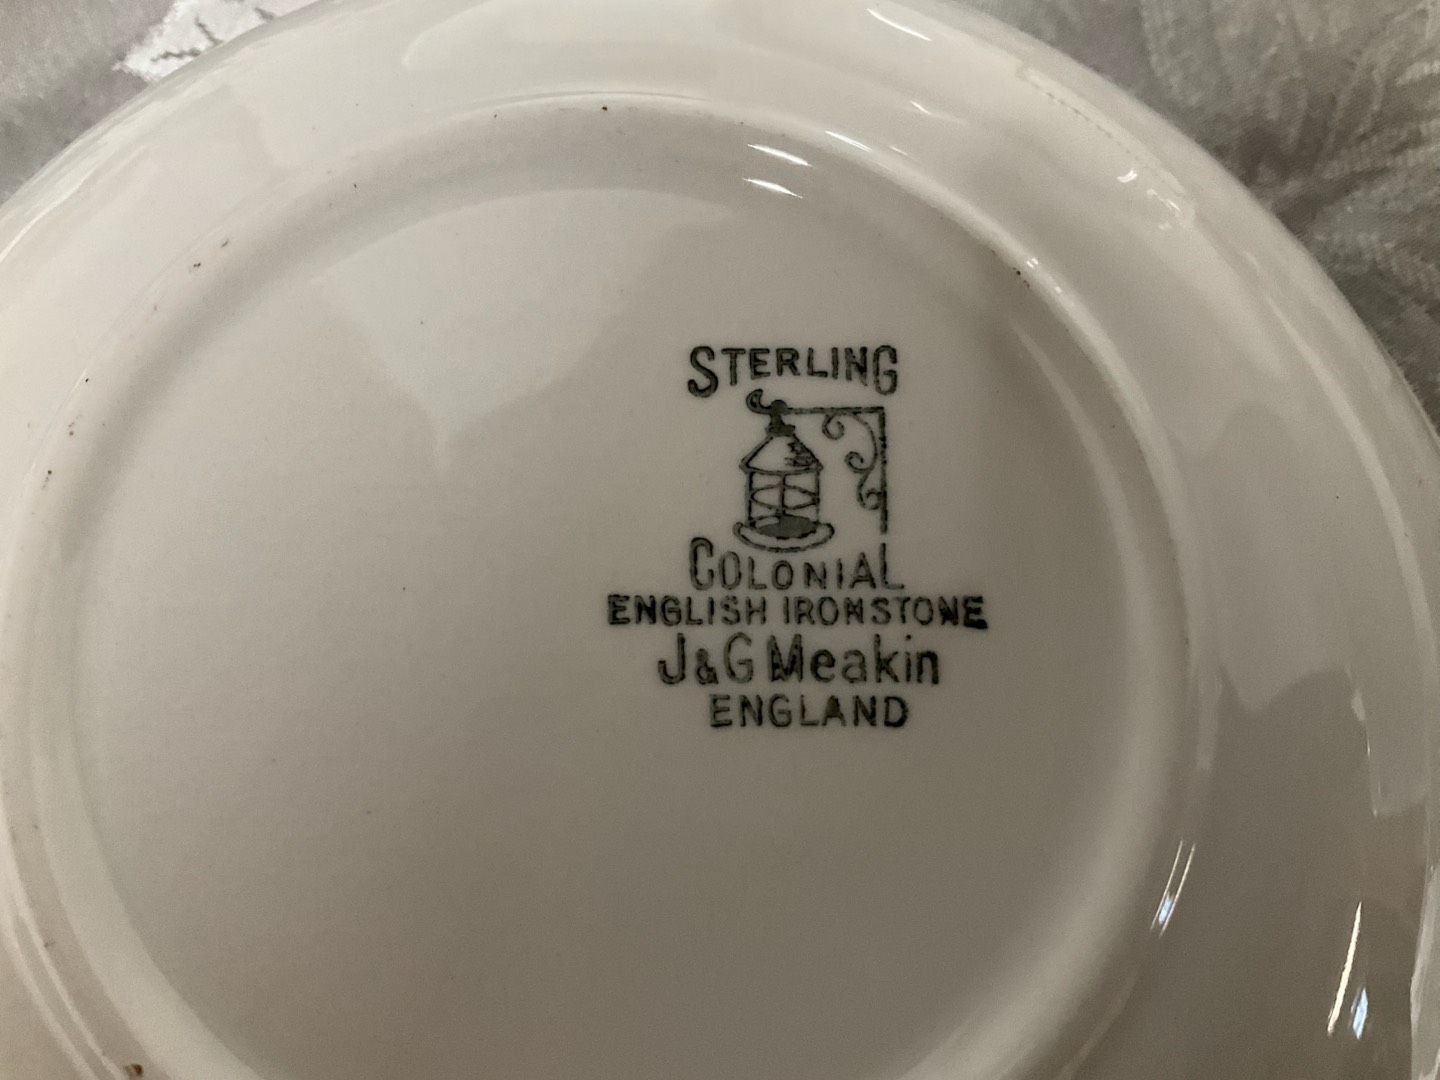 STERLING
COLONIAL
ENGLISH IRONSTONE
J&G Meakin
ENGLAND